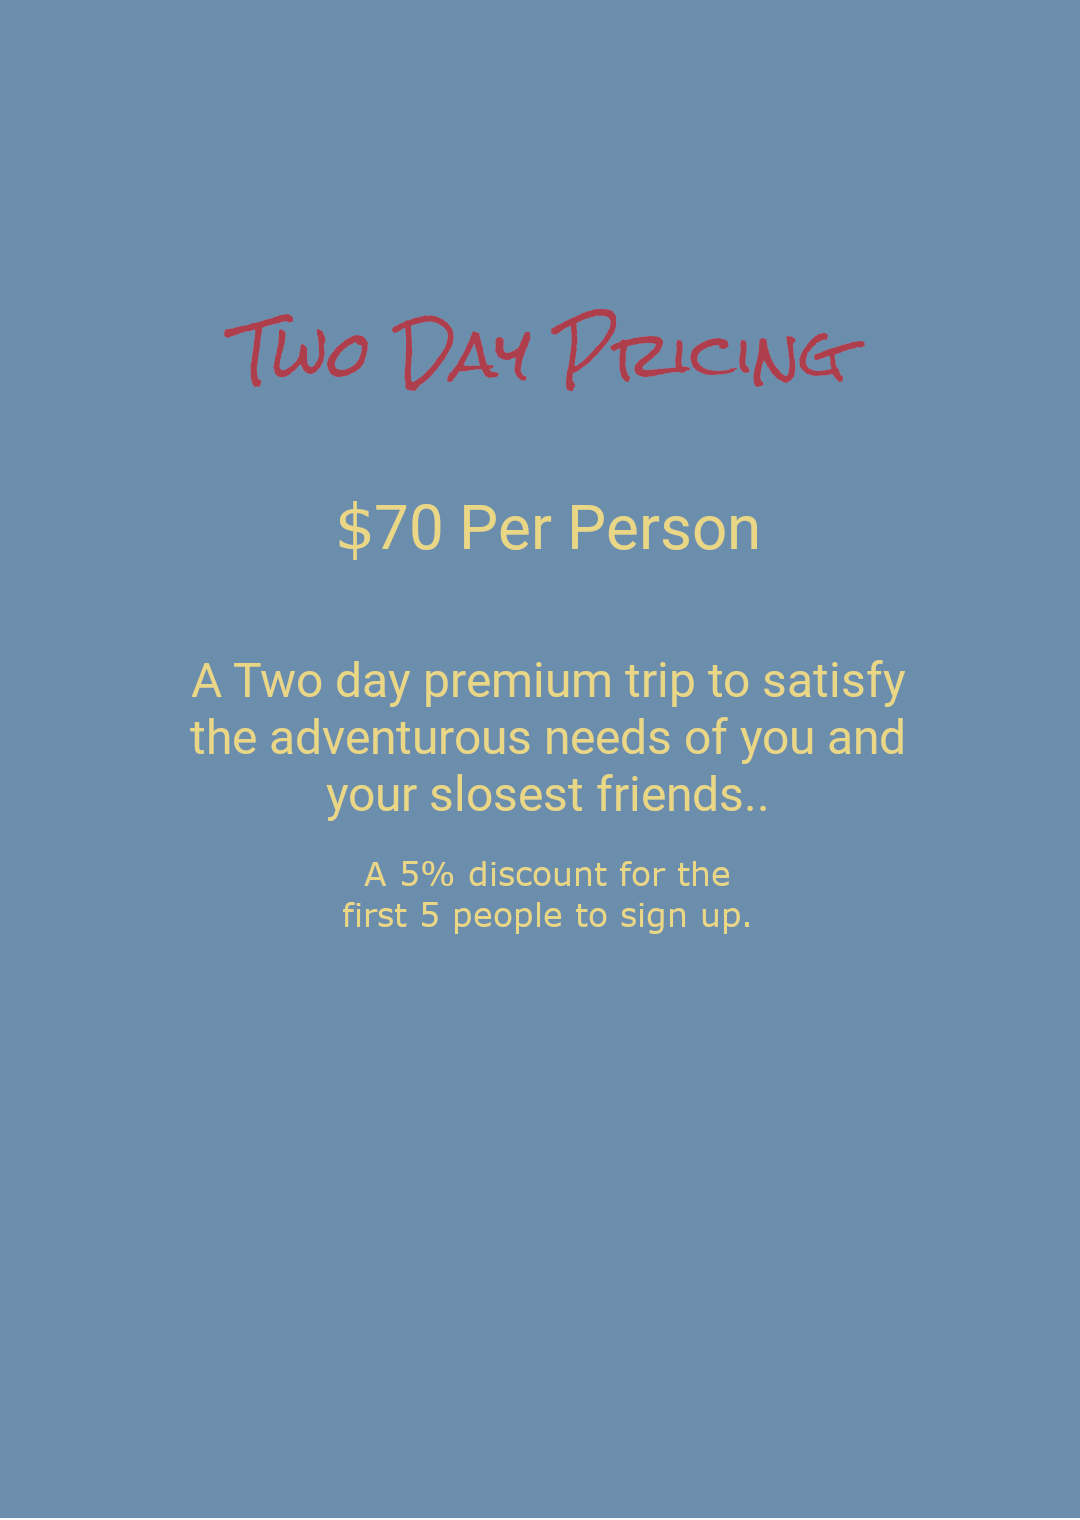 Two Day Pricing
$70 Per Person
A Two day premium trip to satisfy
the adventurous needs of you and
your slosest friends..
A 5% discount for the
first 5 people to sign up.